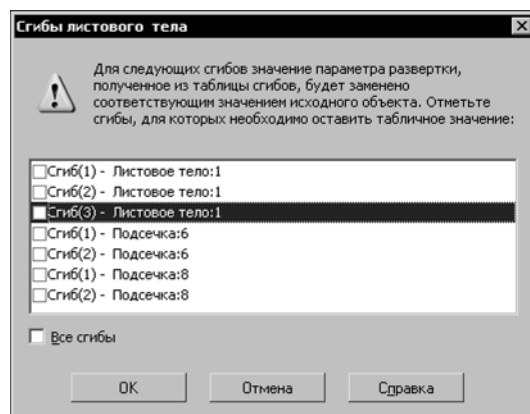 Сгибы листового тела
Для следующих сгибов значение параметра развертки,
полученное из таблицы сгибов, будет заменено
соответствующим значением исходного объекта. Отметьте
сгибы, для которых необходимо оставить табличное значение:
Сгиб(1) - Листовое тело:1
Сгиб(2) - Листовое тело:1
Сгиб(3) - Листовое тело:1
Сгиб(1) - Подсечка:6
Сгиб(2) - Подсечка:6
Сгиб(1) - Подсечка:8
Сгиб(2) - Подсечка:8
Все сгибы
OK Отмена Справка